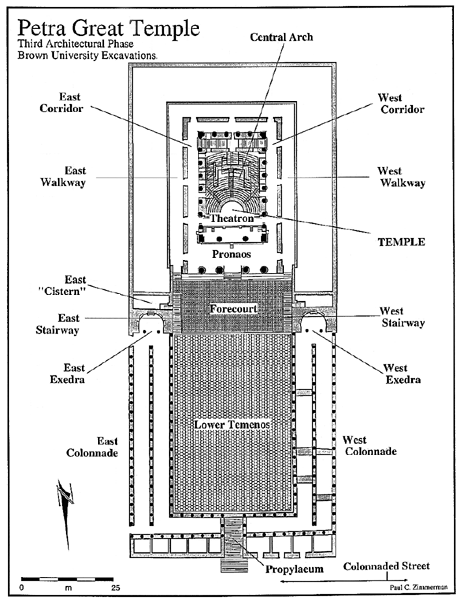 Petra Great Temple
Third Architectural Phase
Brown University Excavations
Central Arch
East
Corridor
West
Corridor
East
Walkway
West
Walkway
Theatron
TEMPLE
Pronaos
East
"Cistern"
Forecourt
East
Stairway
West
Stairway
East
Exedra
West
Exedra
Lower Temenos
East
Colonnade
West
Colonnade
Propylaeum
Colonnaded Street
0 m 25
Paul C. Zimmerman